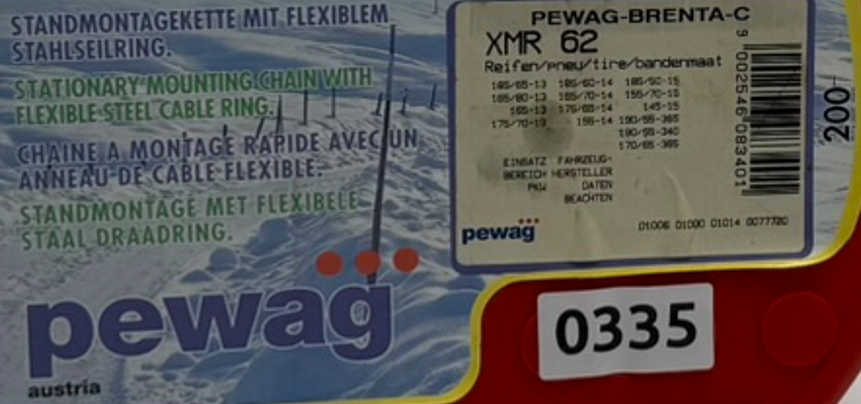 STANDMONTAGEKETTE MIT FLEXIBLEM
STAHLSEILRING.
STATIONARY MOUNTING CHAIN WITH
FLEXIBLE STEEL CABLE RING.
CHAINE A MONTAGE RAPIDE AVEC UN
ANNEAU DE CABLE FLEXIBLE.
STANDMONTAGE MET FLEXIBELE
STAAL DRAADRING.
pewag
austria
PEWAG-BRENTA-C
XMR 62
Reifen/pneu/tire/bandenmaat
185/65-13 185/60-14 185/50-15
165/80-13 165/70-14 155/70-15
165-13 175/65-14 145-15
175/70-13 155-14 190/55-365
190/65-340
170/65-365
EINSATZ FAHRZEUG-
BEREICH HERSTELLER
PKW DATEN
BEACHTEN
pewag
01006 01000 01014 0077720
9 002546 083401
200-
0335